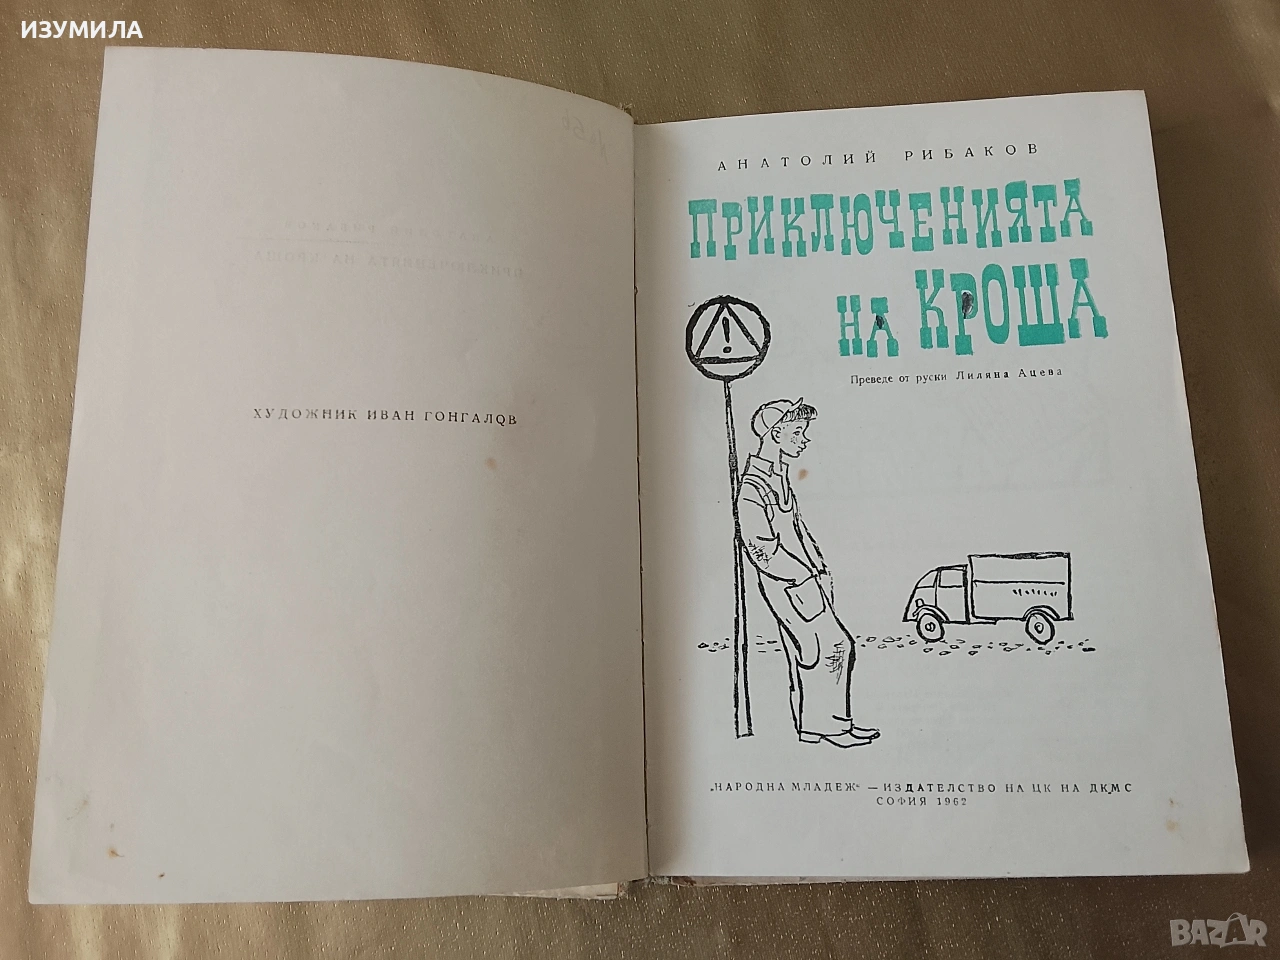 ИЗУМИЛА
ХУДОЖНИК ИВАН ГОНГАЛОВ
АНАТОЛИЙ РИБАКОВ
ПРИКЛЮЧЕНИЯТА
НА КРОША
Преведе от руски Лиляна Ацева
„НАРОДНА МЛАДЕЖ“ — ИЗДАТЕЛСТВО НА ЦК НА ДКМС
СОФИЯ 1962
BAZAR